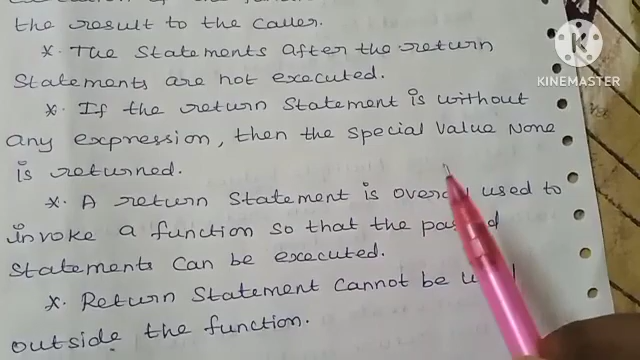 the result to the caller.
*. The Statements after the return
Statements are not executed.
*. If the return Statement is without
any expression, then the special value None
is returned.
*. A return Statement is used to
invoke a function so that the
Statements can be executed.
*. Return Statement cannot be
outside the function.
KINEMASTER